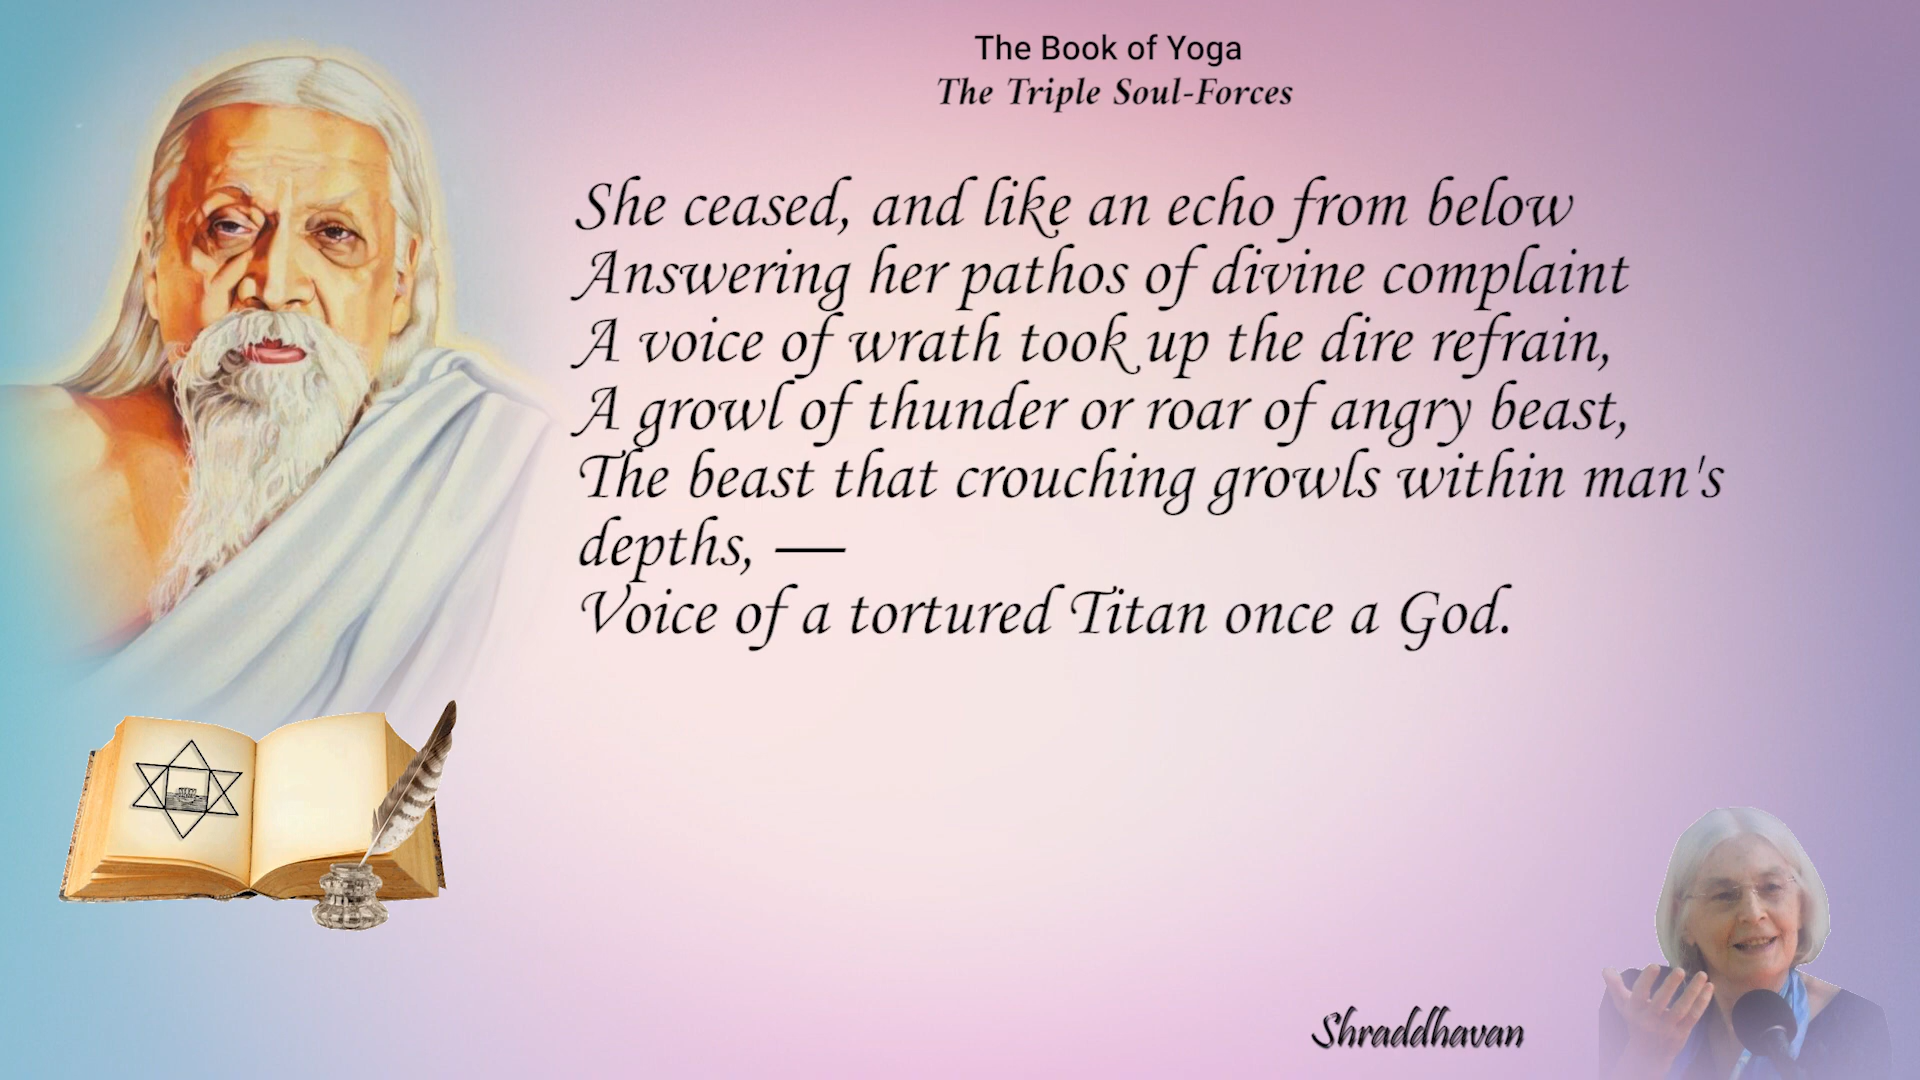 The Book of Yoga
The Triple Soul-Forces
She ceased, and like an echo from below
Answering her pathos of divine complaint
A voice of wrath took up the dire refrain,
A growl of thunder or roar of angry beast,
The beast that crouching growls within man's
depths, —
Voice of a tortured Titan once a God.
Shraddhavan